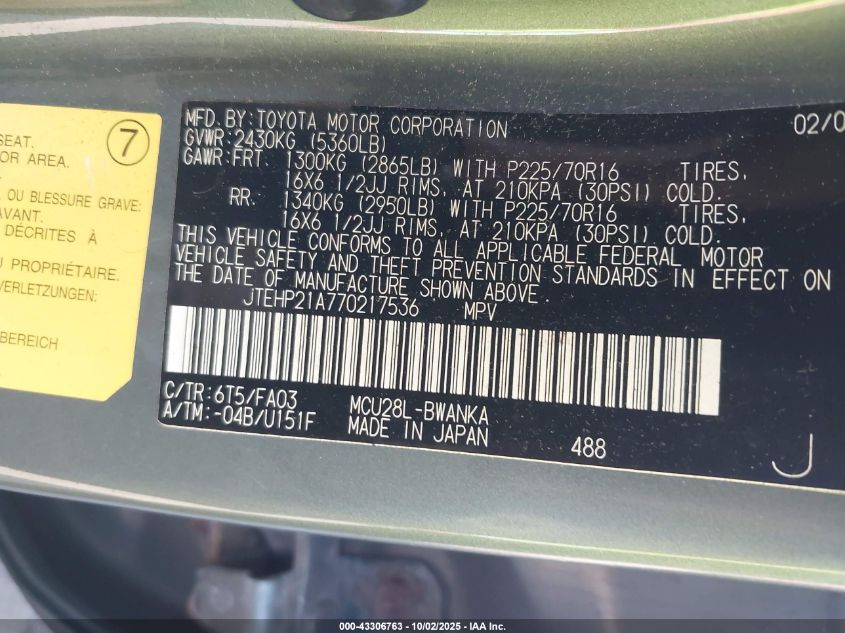 7
SEAT.
OR AREA.
OU BLESSURE GRAVE:
AVANT.
DÉCRITES À
U PROPRIÉTAIRE.
VERLETZUNGEN:
BEREICH
MFD. BY: TOYOTA MOTOR CORPORATION 02/0
GVWR: 2430KG (5360LB)
GAWR: FRT. 1300KG (2865LB) WITH P225/70R16 TIRES,
16X6 1/2JJ RIMS, AT 210KPA (30PSI) COLD.
RR. 1340KG (2950LB) WITH P225/70R16 TIRES,
16X6 1/2JJ RIMS, AT 210KPA (30PSI) COLD.
THIS VEHICLE CONFORMS TO ALL APPLICABLE FEDERAL MOTOR
VEHICLE SAFETY AND THEFT PREVENTION STANDARDS IN EFFECT ON
THE DATE OF MANUFACTURE SHOWN ABOVE.
JTEHP21A770217536 MPV
C/TR: 6T5/FA03 MCU28L-BWANKA
A/TM: -04B/U151F MADE IN JAPAN 488
J
000-43306763 - 10/02/2025 - IAA Inc.